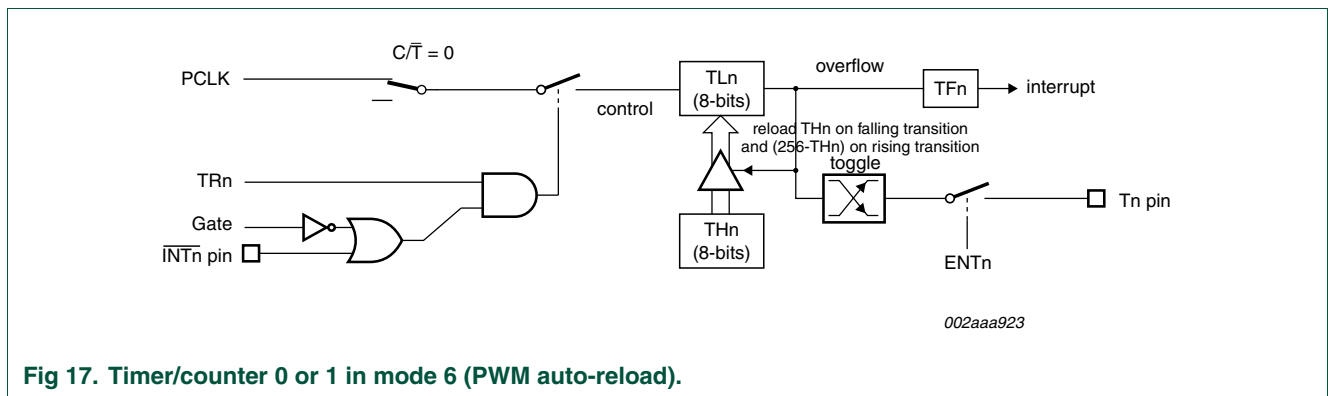 C/T̅ = 0
PCLK
control
TLn
(8-bits)
overflow
TFn
interrupt
reload THn on falling transition
and (256-THn) on rising transition
toggle
TRn
Gate
I̅N̅T̅n̅ pin
THn
(8-bits)
Tn pin
ENTn
002aaa923
Fig 17. Timer/counter 0 or 1 in mode 6 (PWM auto-reload).